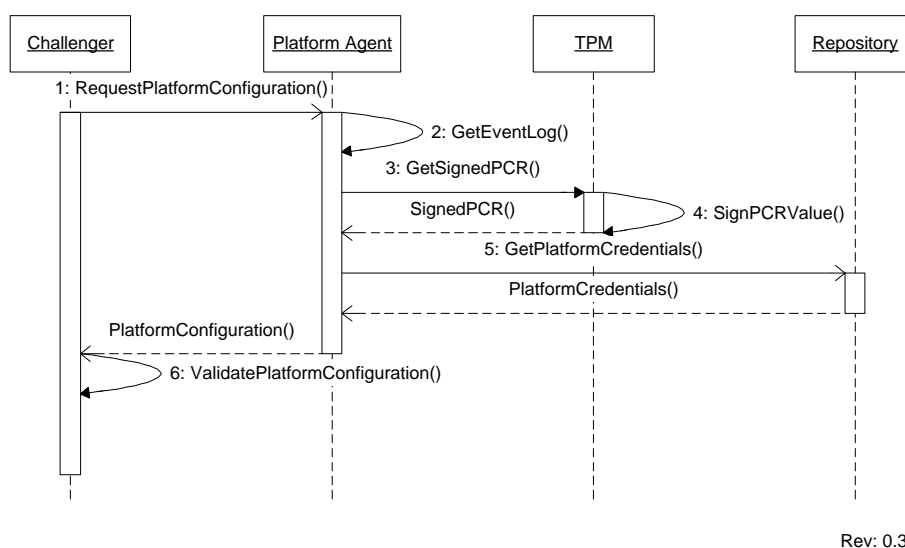 Challenger
Platform Agent
TPM
Repository
1: RequestPlatformConfiguration()
2: GetEventLog()
3: GetSignedPCR()
SignedPCR()
4: SignPCRValue()
5: GetPlatformCredentials()
PlatformCredentials()
PlatformConfiguration()
6: ValidatePlatformConfiguration()
Rev: 0.3